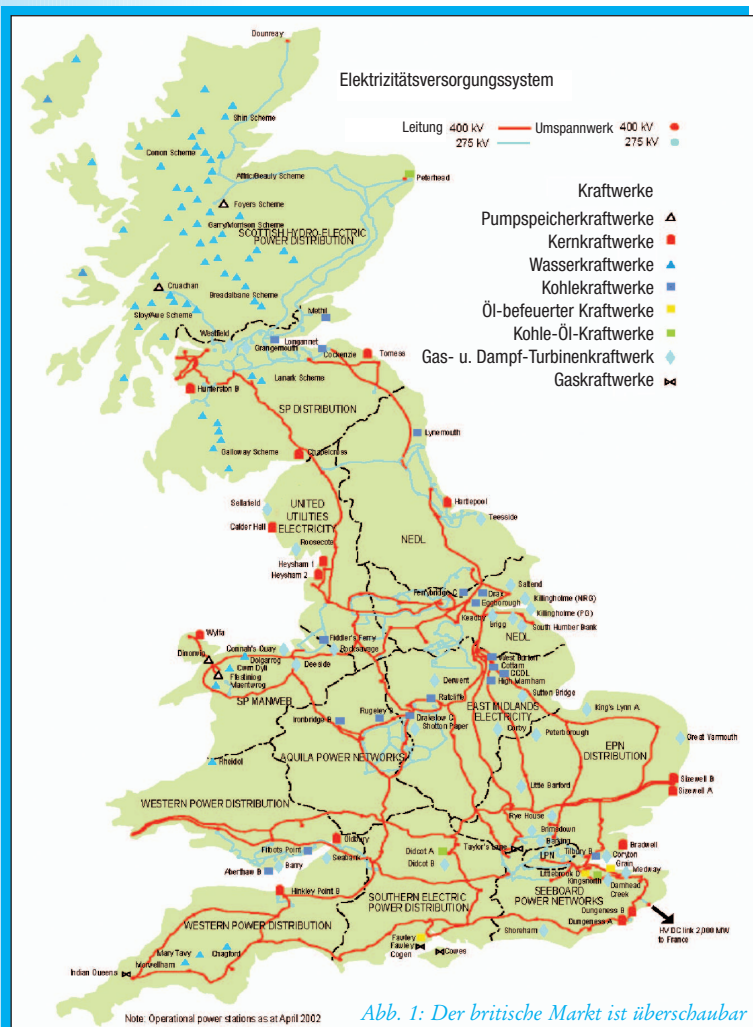 Dounreay
Elektrizitätsversorgungssystem
Leitung 400 kV Umspannwerk 400 kV
275 kV 275 kV
Shin Scheme
Conon Scheme
Affric/Beauly Scheme
Peterhead
Kraftwerke
Foyers Scheme
Pumpspeicherkraftwerke
Garry/Morrison Scheme
SCOTTISH HYDRO-ELECTRIC
POWER DISTRIBUTION
Kernkraftwerke
Wasserkraftwerke
Cruachan
Kohlekraftwerke
Breadalbane Scheme
Sloy/Awe Scheme
Methil
Öl-befeuerter Kraftwerke
Westfield
Kohle-Öl-Kraftwerke
Longannet
Grangemouth
Cockenzie
Torness
Gas- u. Dampf-Turbinenkraftwerk
Gaskraftwerke
Lanark Scheme
Hunterston B
SP DISTRIBUTION
Lynemouth
Galloway Scheme
Chapelcross
Sellafield
UNITED
UTILITIES
ELECTRICITY
Hartlepool
Teesside
Calder Hall
Roosecote
NEDL
Heysham 1
Heysham 2
Saltend
Ferrybridge C
Drax
Eggborough
Killingholme (NRG)
Killingholme (PG)
Keadby
Brigg
South Humber Bank
NEDL
Wylfa
Fiddler's Ferry
Connah's Quay
Rocksavage
Dinorwig
Dolgarrog
Deeside
Cwm Dyli
Ffestiniog
Maentwrog
West Burton
Cottam
CCDL
High Marnham
Derwent
SP MANWEB
Sutton Bridge
Ratcliffe
EAST MIDLANDS
ELECTRICITY
King's Lynn A
Rugeley B
Ironbridge B
Drakelow C
Shotton Paper
Corby
Peterborough
Great Yarmouth
AQUILA POWER NETWORKS
EPN
DISTRIBUTION
Rheidol
Sizewell B
Sizewell A
Little Barford
WESTERN POWER DISTRIBUTION
Rye House
Brimsdown
Barking
Oldbury
Bradwell
Fifoots Point
Didcot A
Taylor's Lane
Tilbury B
Coryton
Grain
LPN
Barry
Seabank
Didcot B
Medway
Aberthaw B
Littlebrook D
Kingsnorth
Damhead
Creek
Hinkley Point B
SOUTHERN ELECTRIC
POWER DISTRIBUTION
SEEBOARD
POWER NETWORKS
WESTERN POWER DISTRIBUTION
Dungeness B
Dungeness A
Shoreham
HV DC link 2,000 MW
to France
Fawley
Fawley
Cogen
Cowes
Mary Tavy
Chagford
Morwellham
Indian Queens
Note: Operational power stations as at April 2002
Abb. 1: Der britische Markt ist überschaubar